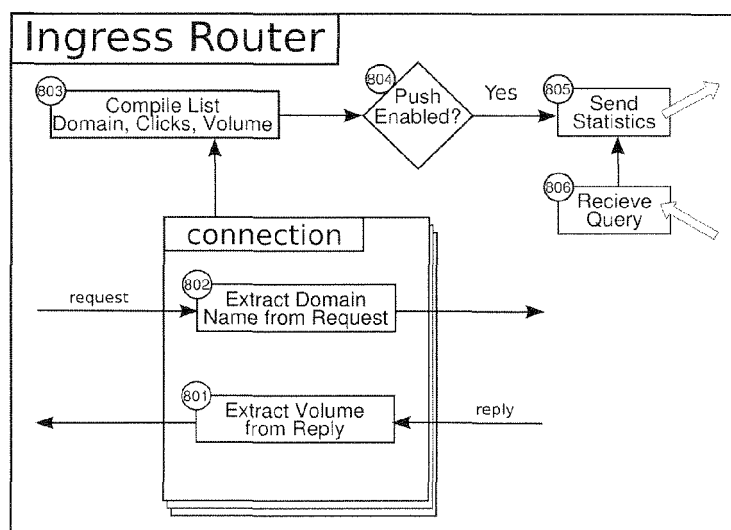 Ingress Router
803
Compile List
Domain, Clicks, Volume
804
Push
Enabled?
Yes
805
Send
Statistics
806
Recieve
Query
connection
request
802
Extract Domain
Name from Request
801
Extract Volume
from Reply
reply